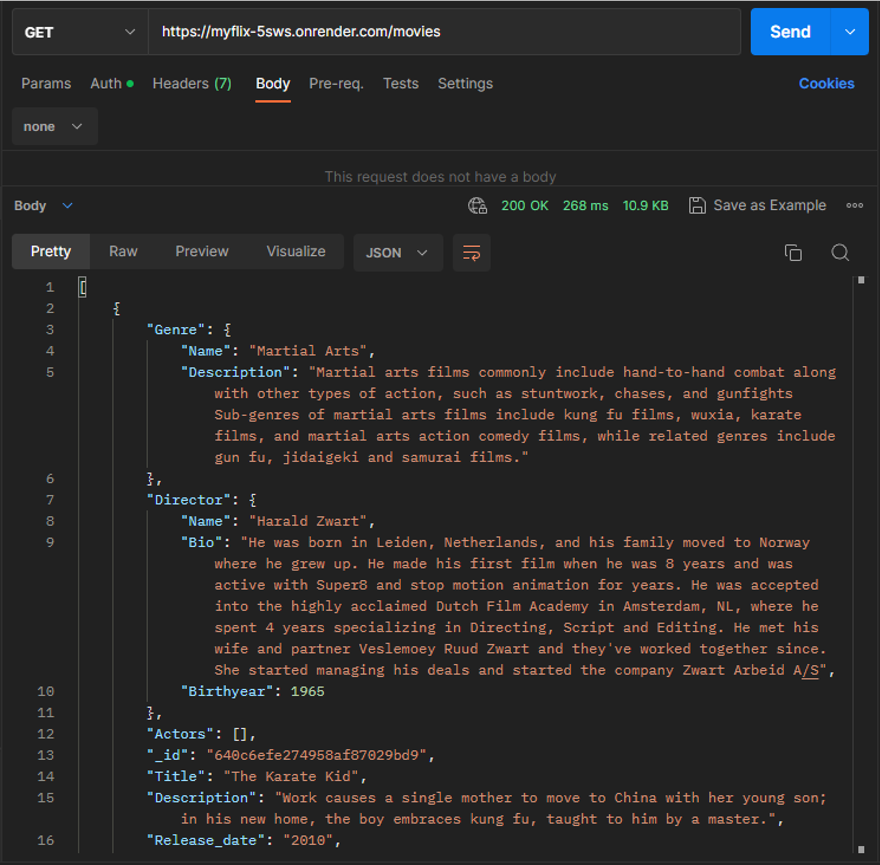 GET https://myflix-5sws.onrender.com/movies Send
Params Auth Headers (7) Body Pre-req. Tests Settings Cookies
none
This request does not have a body
Body 200 OK 268 ms 10.9 KB Save as Example
Pretty Raw Preview Visualize JSON
1 [
2 {
3 "Genre": {
4 "Name": "Martial Arts",
5 "Description": "Martial arts films commonly include hand-to-hand combat along
with other types of action, such as stuntwork, chases, and gunfights
Sub-genres of martial arts films include kung fu films, wuxia, karate
films, and martial arts action comedy films, while related genres include
gun fu, jidaigeki and samurai films."
6 },
7 "Director": {
8 "Name": "Harald Zwart",
9 "Bio": "He was born in Leiden, Netherlands, and his family moved to Norway
where he grew up. He made his first film when he was 8 years and was
active with Super8 and stop motion animation for years. He was accepted
into the highly acclaimed Dutch Film Academy in Amsterdam, NL, where he
spent 4 years specializing in Directing, Script and Editing. He met his
wife and partner Veslemoey Ruud Zwart and they've worked together since.
She started managing his deals and started the company Zwart Arbeid A/S",
10 "Birthyear": 1965
11 },
12 "Actors": [],
13 "_id": "640c6efe274958af87029bd9",
14 "Title": "The Karate Kid",
15 "Description": "Work causes a single mother to move to China with her young son;
in his new home, the boy embraces kung fu, taught to him by a master.",
16 "Release_date": "2010",